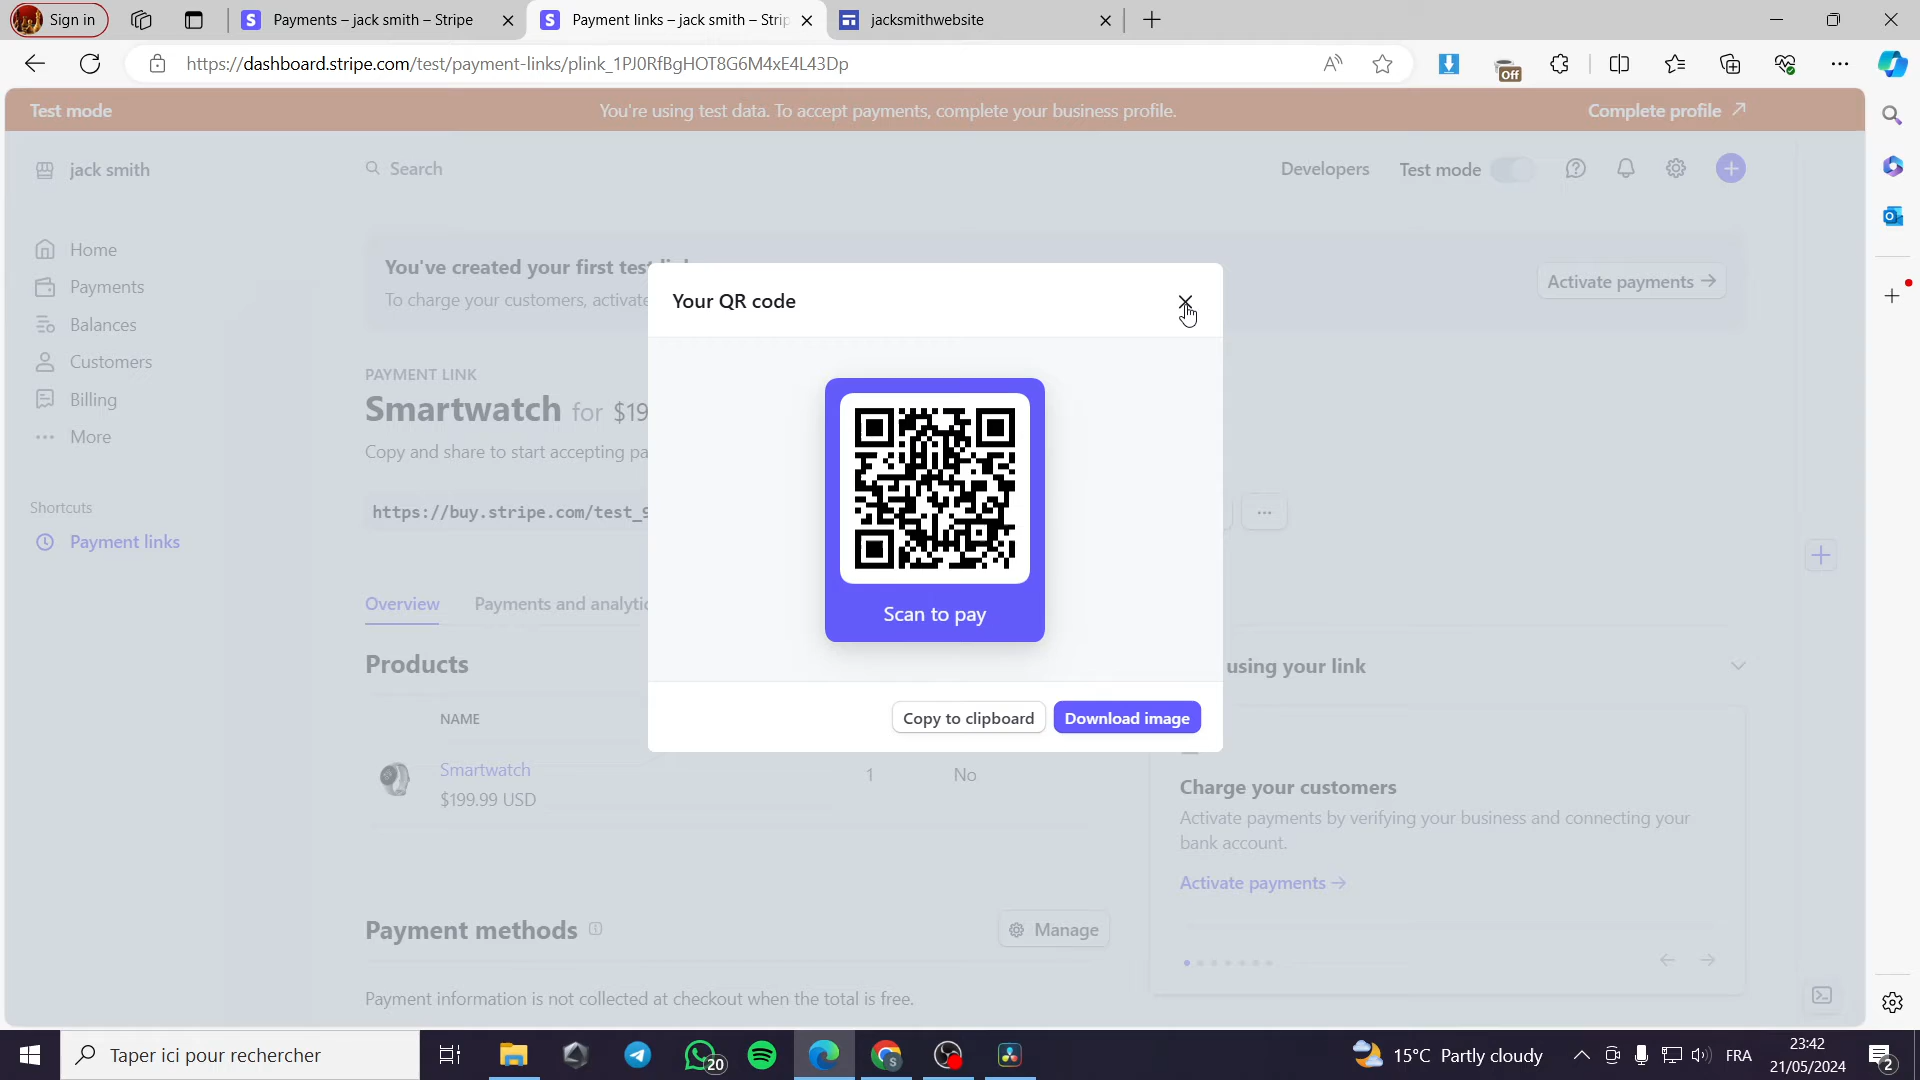 Sign in
Payments – jack smith – Stripe
Payment links – jack smith – Strip
jacksmithwebsite
https://dashboard.stripe.com/test/payment-links/plink_1PJ0RfBgHOT8G6M4xE4L43Dp
Off
Test mode
You're using test data. To accept payments, complete your business profile.
Complete profile
jack smith
Search
Developers
Test mode
Home
Payments
Balances
Customers
Billing
More
Shortcuts
Payment links
You've created your first test
To charge your customers, activate
Activate payments
PAYMENT LINK
Smartwatch for $19
Copy and share to start accepting pa
https://buy.stripe.com/test_9
Your QR code
Scan to pay
Copy to clipboard
Download image
Overview
Payments and analytic
Products
NAME
Smartwatch
$199.99 USD
1
No
using your link
Charge your customers
Activate payments by verifying your business and connecting your
bank account.
Activate payments
Payment methods
Manage
Payment information is not collected at checkout when the total is free.
Taper ici pour rechercher
20
15°C Partly cloudy
FRA
23:42
21/05/2024
2